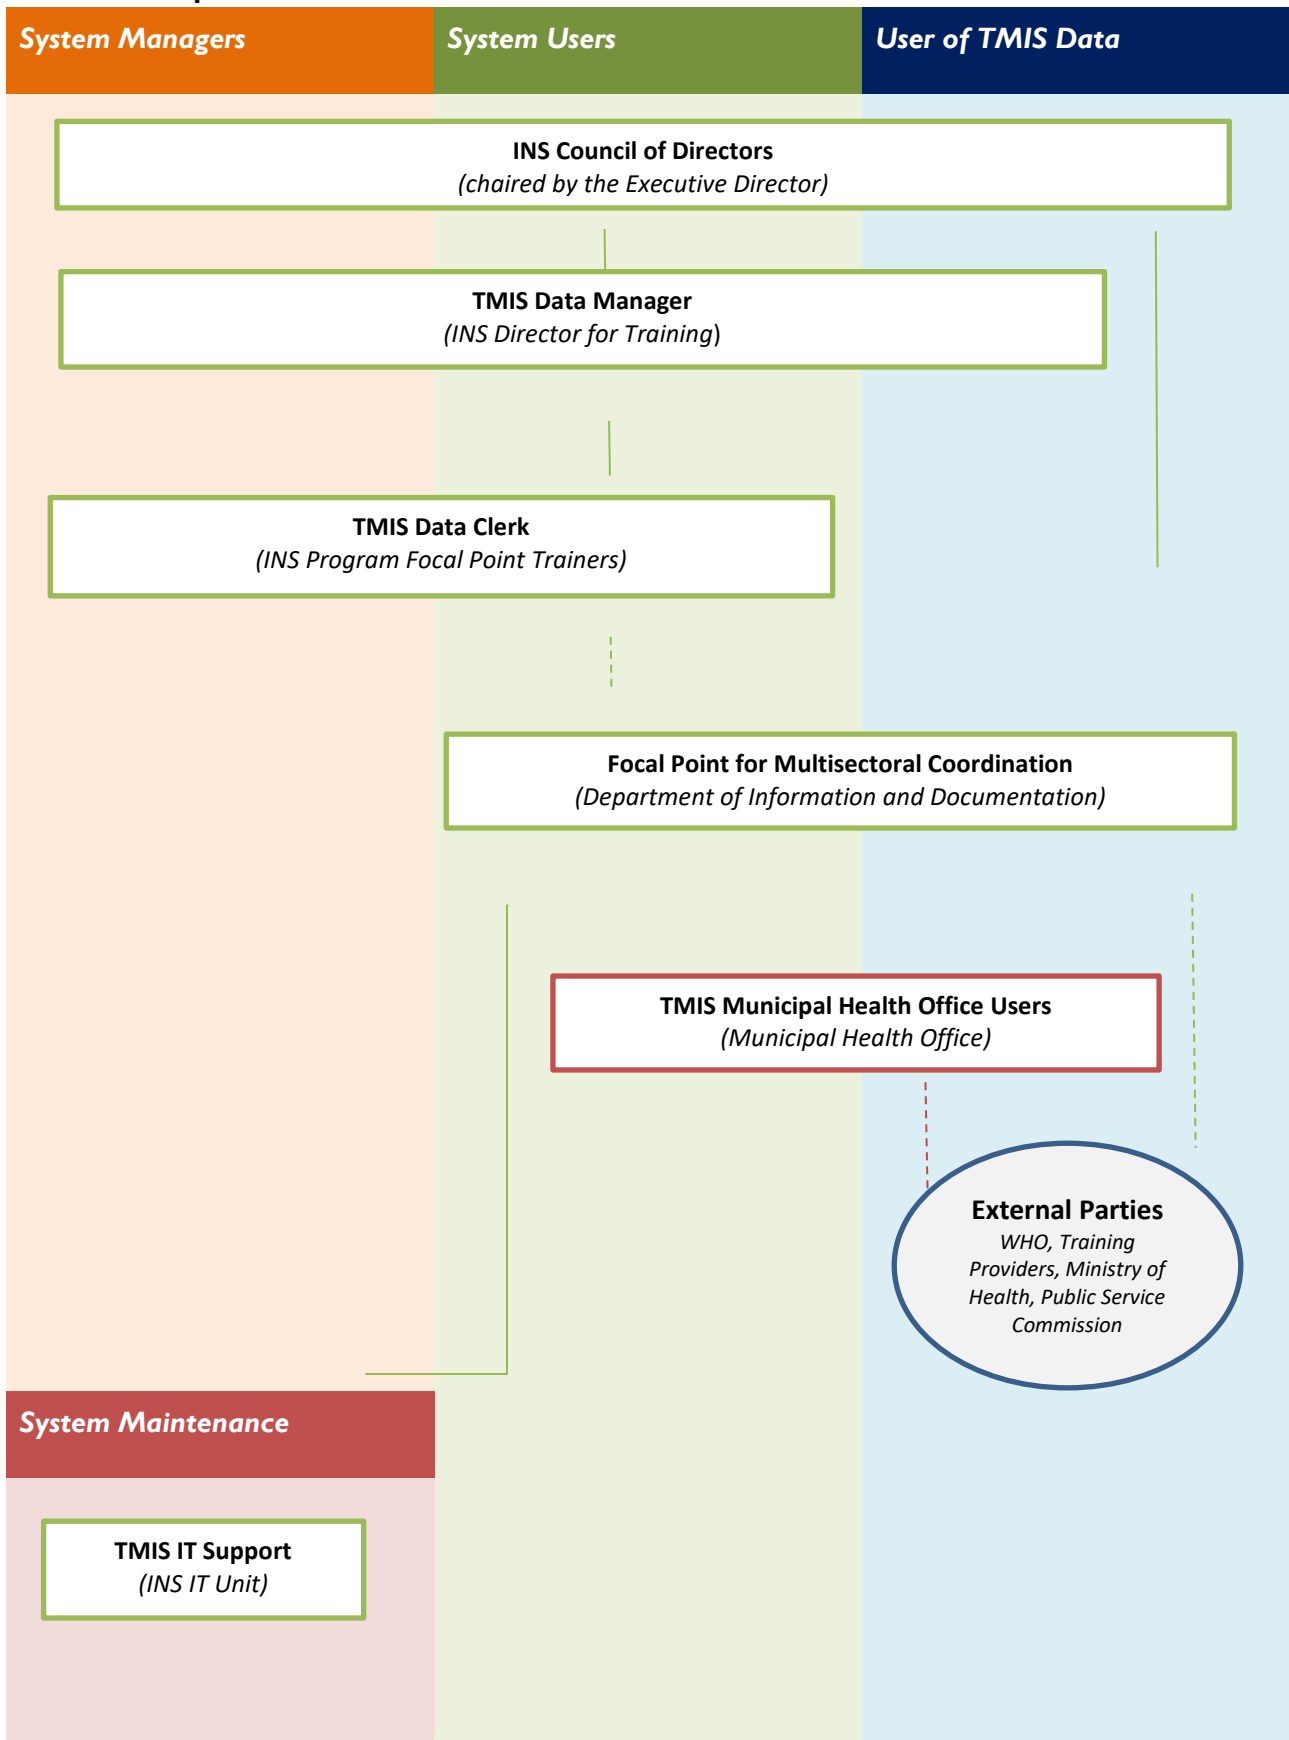 System Managers
System Users
User of TMIS Data
INS Council of Directors
(chaired by the Executive Director)
TMIS Data Manager
(INS Director for Training)
TMIS Data Clerk
(INS Program Focal Point Trainers)
Focal Point for Multisectoral Coordination
(Department of Information and Documentation)
TMIS Municipal Health Office Users
(Municipal Health Office)
External Parties
WHO, Training
Providers, Ministry of
Health, Public Service
Commission
System Maintenance
TMIS IT Support
(INS IT Unit)